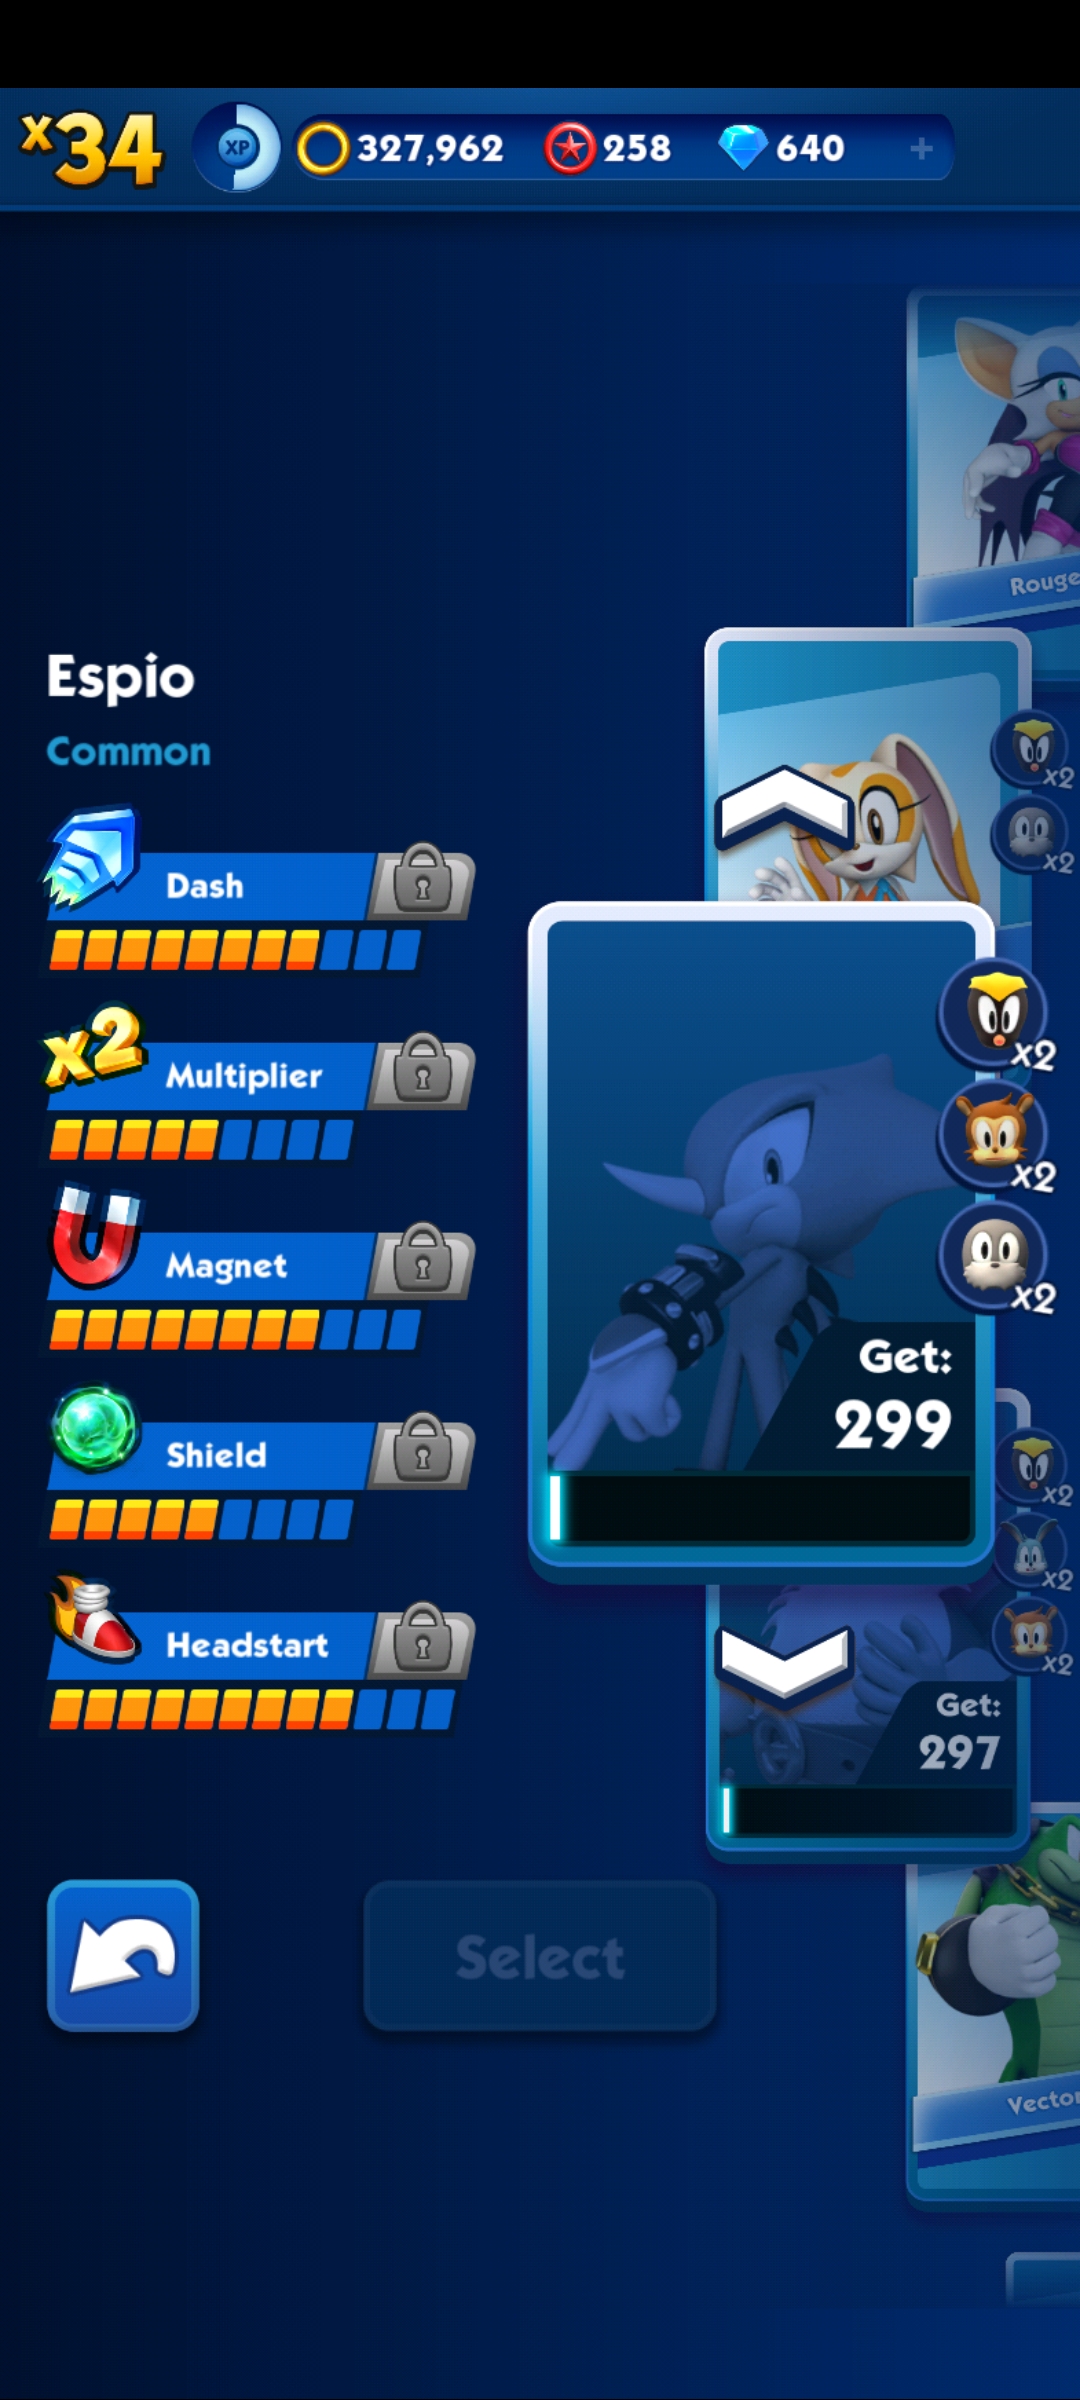 x34
XP
327,962
258
640
+
Rouge
Espio
Common
x2
x2
Dash
x2
Multiplier
Magnet
Shield
Headstart
x2
x2
x2
Get:
299
x2
x2
x2
Get:
297
Select
Vector